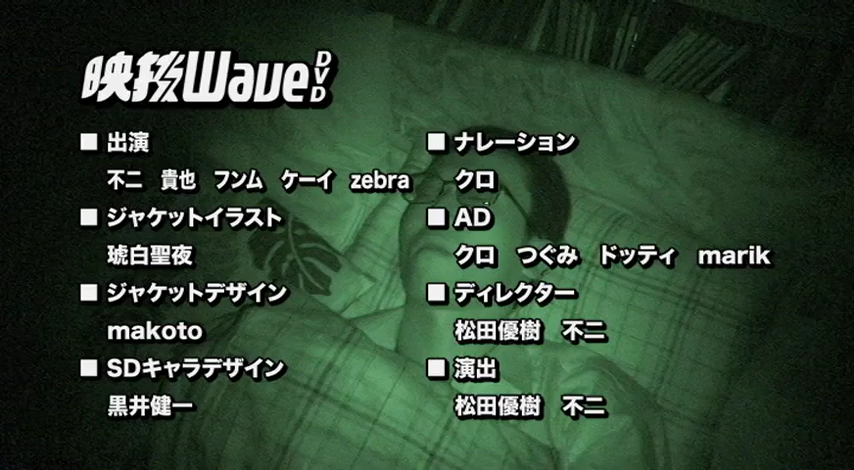 映授Wave DVD
■ 出演
不二 貴也 フンム ケーイ zebra
■ ジャケットイラスト
琥白聖夜
■ ジャケットデザイン
makoto
■ SDキャラデザイン
黒井健一
■ ナレーション
クロ
■ AD
クロ つぐみ ドッティ marik
■ ディレクター
松田優樹 不二
■ 演出
松田優樹 不二